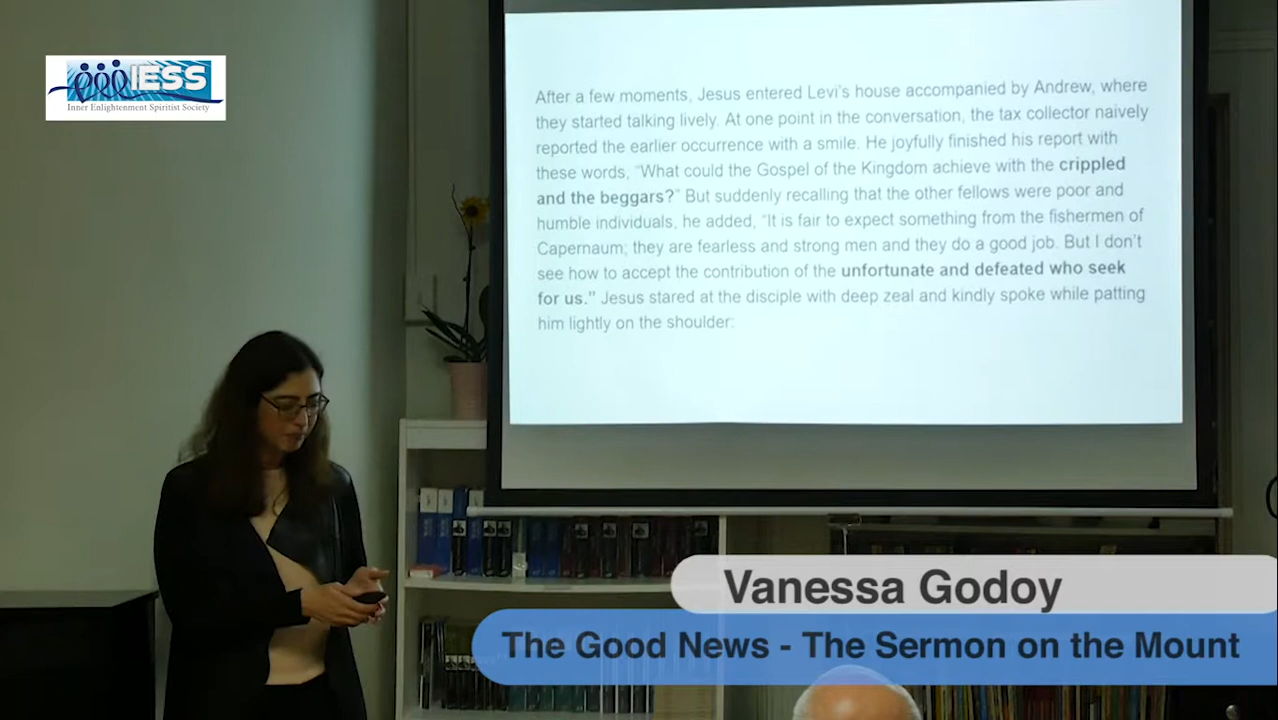 IESS
Inner Enlightenment Spiritist Society
After a few moments, Jesus entered Levi's house accompanied by Andrew, where
they started talking lively. At one point in the conversation, the tax collector naively
reported the earlier occurrence with a smile. He joyfully finished his report with
these words, “What could the Gospel of the Kingdom achieve with the crippled
and the beggars?” But suddenly recalling that the other fellows were poor and
humble individuals, he added, “It is fair to expect something from the fishermen of
Capernaum; they are fearless and strong men and they do a good job. But I don't
see how to accept the contribution of the unfortunate and defeated who seek
for us.” Jesus stared at the disciple with deep zeal and kindly spoke while patting
him lightly on the shoulder:
Vanessa Godoy
The Good News - The Sermon on the Mount